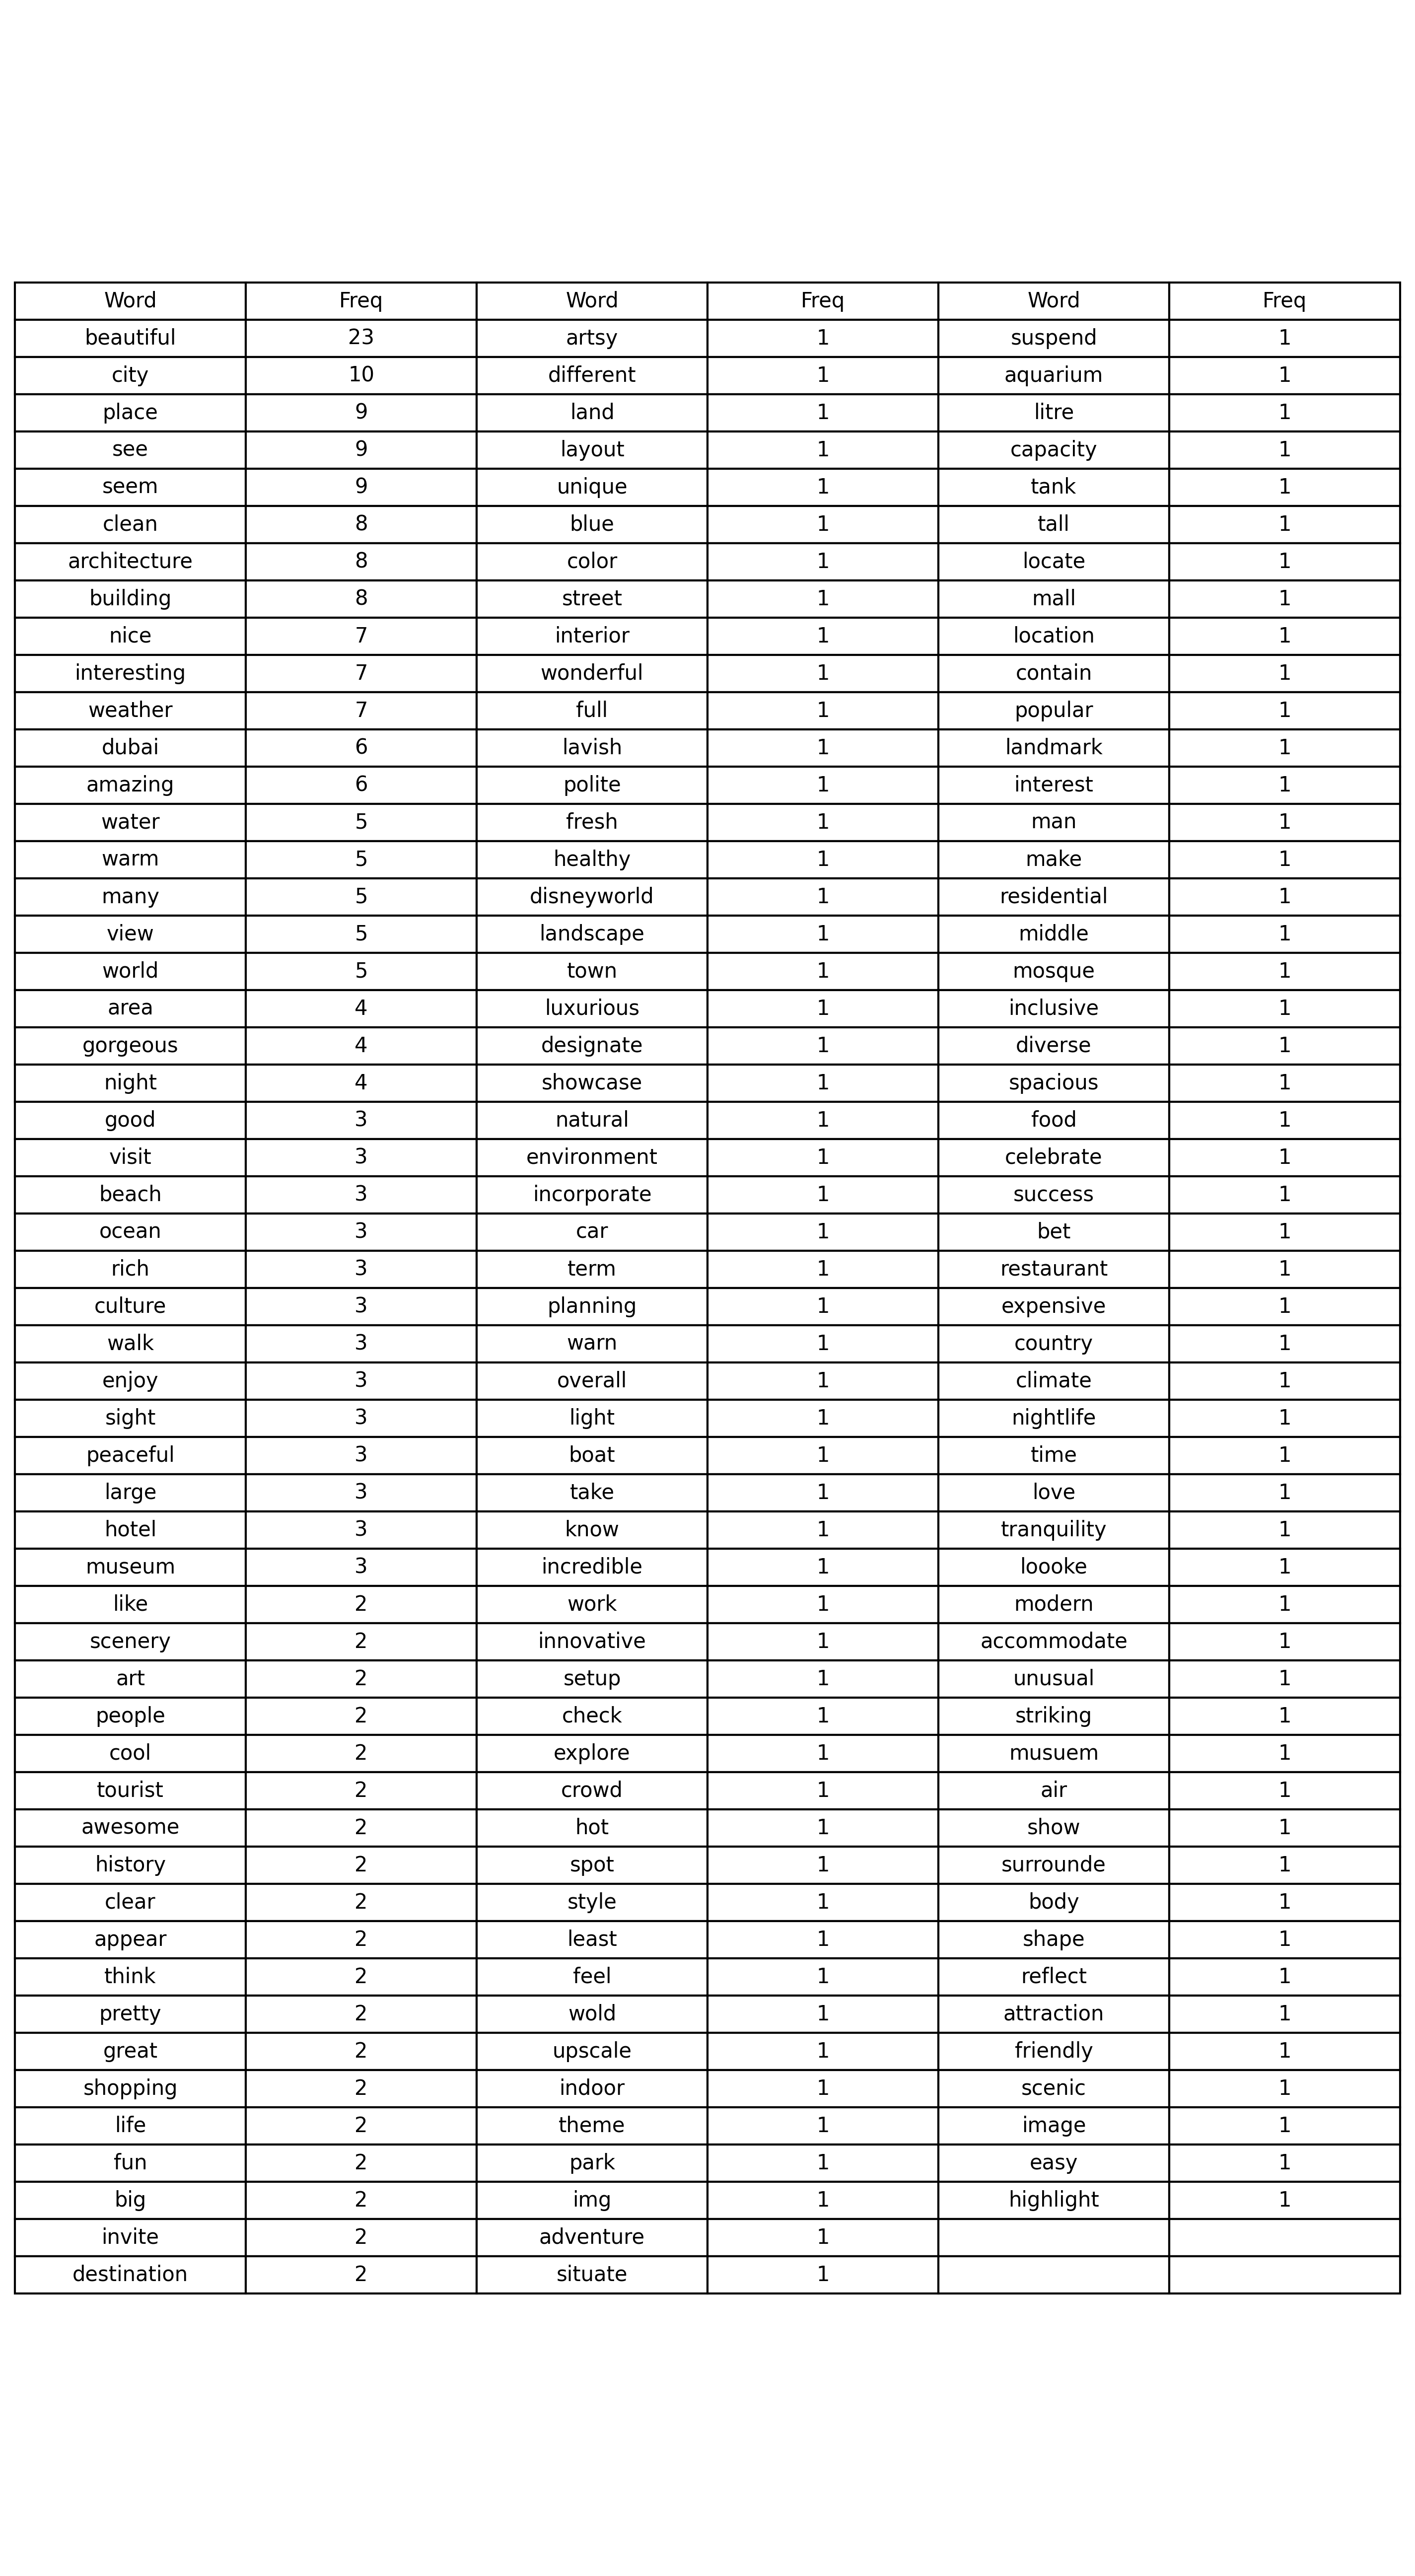 Word Freq Word Freq Word Freq
beautiful 23 artsy 1 suspend 1
city 10 different 1 aquarium 1
place 9 land 1 litre 1
see 9 layout 1 capacity 1
seem 9 unique 1 tank 1
clean 8 blue 1 tall 1
architecture 8 color 1 locate 1
building 8 street 1 mall 1
nice 7 interior 1 location 1
interesting 7 wonderful 1 contain 1
weather 7 full 1 popular 1
dubai 6 lavish 1 landmark 1
amazing 6 polite 1 interest 1
water 5 fresh 1 man 1
warm 5 healthy 1 make 1
many 5 disneyworld 1 residential 1
view 5 landscape 1 middle 1
world 5 town 1 mosque 1
area 4 luxurious 1 inclusive 1
gorgeous 4 designate 1 diverse 1
night 4 showcase 1 spacious 1
good 3 natural 1 food 1
visit 3 environment 1 celebrate 1
beach 3 incorporate 1 success 1
ocean 3 car 1 bet 1
rich 3 term 1 restaurant 1
culture 3 planning 1 expensive 1
walk 3 warn 1 country 1
enjoy 3 overall 1 climate 1
sight 3 light 1 nightlife 1
peaceful 3 boat 1 time 1
large 3 take 1 love 1
hotel 3 know 1 tranquility 1
museum 3 incredible 1 loooke 1
like 2 work 1 modern 1
scenery 2 innovative 1 accommodate 1
art 2 setup 1 unusual 1
people 2 check 1 striking 1
cool 2 explore 1 musuem 1
tourist 2 crowd 1 air 1
awesome 2 hot 1 show 1
history 2 spot 1 surrounde 1
clear 2 style 1 body 1
appear 2 least 1 shape 1
think 2 feel 1 reflect 1
pretty 2 wold 1 attraction 1
great 2 upscale 1 friendly 1
shopping 2 indoor 1 scenic 1
life 2 theme 1 image 1
fun 2 park 1 easy 1
big 2 img 1 highlight 1
invite 2 adventure 1
destination 2 situate 1